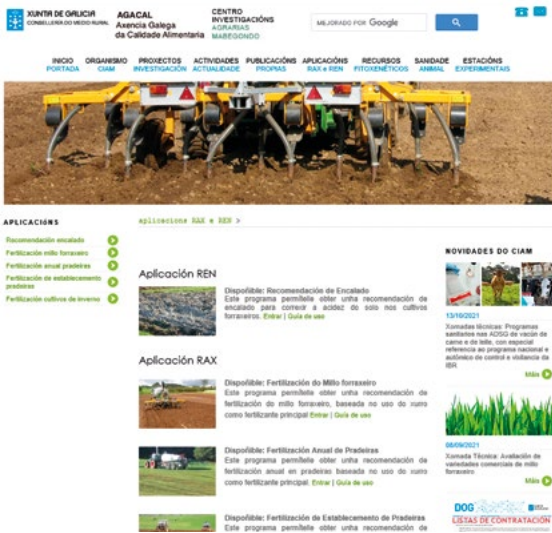 XUNTA DE GALICIA
CONSELLERÍA DO MEDIO RURAL
AGACAL
Axencia Galega
da Calidade Alimentaria
CENTRO
INVESTIGACIÓNS
AGRARIAS
MABEGONDO
MEJORADO POR Google
INICIO ORGANISMO PROXECTOS ACTIVIDADES PUBLICACIÓNS APLICACIÓNS RECURSOS SANIDADE ESTACIÓNS
PORTADA CIAM INVESTIGACIÓN ACTUALIDADE PROPIAS RAX e REN FITOXENÉTICOS ANIMAL EXPERIMENTAIS
APLICACIÓNS
Recomendación encalado
Fertilización millo forraxeiro
Fertilización anual pradeiras
Fertilización de establecemento
pradeiras
Fertilización cultivos de inverno
aplicacions RAX e REN >
Aplicación REN
Dispoñible: Recomendación de Encalado
Este programa permítelle obter unha recomendación de
encalado para correxir a acidez do solo nos cultivos
forraxeiros. Entrar | Guía de uso
Aplicación RAX
Dispoñible: Fertilización do Millo forraxeiro
Este programa permítelle obter unha recomendación de
fertilización do millo forraxeiro, baseada no uso do xurro
como fertilizante principal Entrar | Guía de uso
Dispoñible: Fertilización Anual de Pradeiras
Este programa permítelle obter unha recomendación de
fertilización anual en pradeiras baseada no uso do xurro
como fertilizante principal. Entrar | Guía de uso
Dispoñible: Fertilización de Establecemento de Pradeiras
Este programa permítelle obter unha recomendación de
NOVIDADES DO CIAM
13/10/2021
Xornadas técnicas: Programas
sanitarios nas ADSG de vacún de
carne e de leite, con especial
referencia ao programa nacional e
autómico de control e vixilancia da
IBR
Máis
08/09/2021
Xornada Técnica: Avaliación de
variedades comerciais de millo
forraxeiro
Máis
DOG
LISTAS DE CONTRATACIÓN